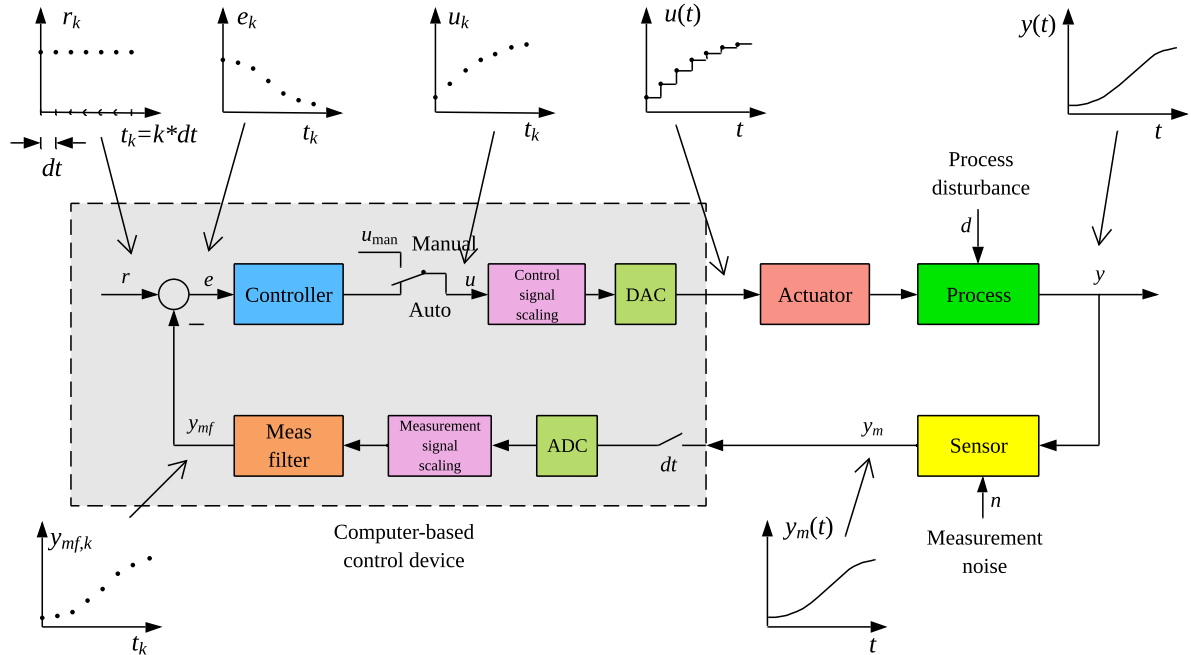 r_k
e_k
u_k
u(t)
y(t)
t_k=k*dt
t_k
t_k
t
t
dt
Process
disturbance
d
u_man
Manual
r
e
u
y
Controller
Control
signal
scaling
DAC
Actuator
Process
Auto
−
y_mf
y_m
Meas
filter
Measurement
signal
scaling
ADC
dt
Sensor
n
Computer-based
control device
Measurement
noise
y_mf,k
y_m(t)
t_k
t